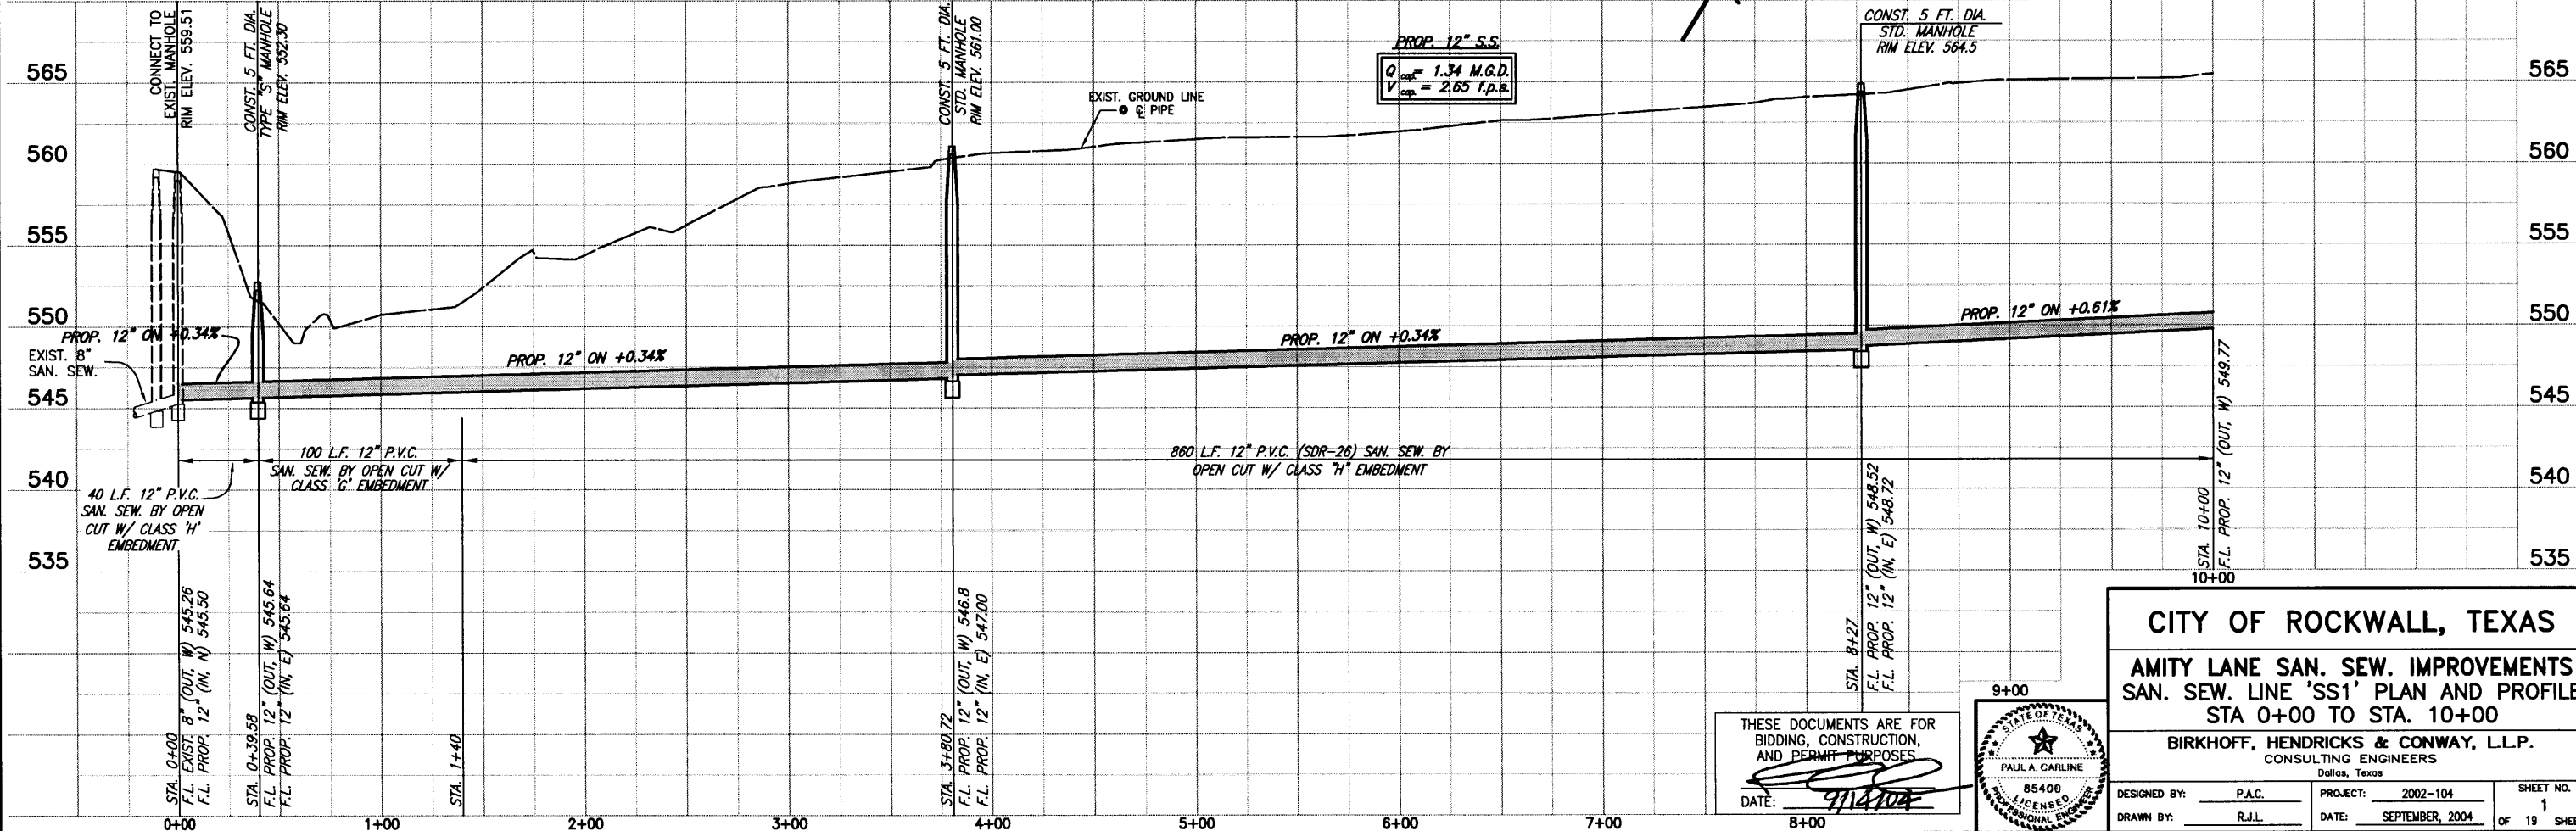 CONNECT TO
EXIST. MANHOLE
RIM ELEV. 559.51
CONST. 5 FT. DIA.
TYPE "S" MANHOLE
RIM ELEV. 552.30
CONST. 5 FT. DIA.
STD. MANHOLE
RIM ELEV. 561.00
PROP. 12" S.S.
Q cap. = 1.34 M.G.D.
V cap. = 2.65 f.p.s.
CONST. 5 FT. DIA.
STD. MANHOLE
RIM ELEV. 564.5
EXIST. GROUND LINE
@ ℄ PIPE
565
560
555
550
545
540
535
565
560
555
550
545
540
535
PROP. 12" ON +0.34%
EXIST. 8"
SAN. SEW.
PROP. 12" ON +0.34%
PROP. 12" ON +0.34%
PROP. 12" ON +0.61%
40 L.F. 12" P.V.C.
SAN. SEW. BY OPEN
CUT W/ CLASS 'H'
EMBEDMENT
100 L.F. 12" P.V.C.
SAN. SEW. BY OPEN CUT W/
CLASS 'G' EMBEDMENT
860 L.F. 12" P.V.C. (SDR-26) SAN. SEW. BY
OPEN CUT W/ CLASS "H" EMBEDMENT
STA. 0+00
F.L. EXIST. 8" (OUT, W) 545.26
F.L. PROP. 12" (IN, N) 545.50
STA. 0+39.58
F.L. PROP. 12" (OUT, W) 545.64
F.L. PROP. 12" (IN, E) 545.64
STA. 1+40
STA. 3+80.72
F.L. PROP. 12" (OUT, W) 546.8
F.L. PROP. 12" (IN, E) 547.00
STA. 8+27
F.L. PROP. 12" (OUT, W) 548.52
F.L. PROP. 12" (IN, E) 548.72
STA. 10+00
F.L. PROP. 12" (OUT, W) 549.77
0+00
1+00
2+00
3+00
4+00
5+00
6+00
7+00
8+00
9+00
10+00
THESE DOCUMENTS ARE FOR
BIDDING, CONSTRUCTION,
AND PERMIT PURPOSES
DATE: 9/14/04
STATE OF TEXAS
PAUL A. CARLINE
85400
LICENSED
PROFESSIONAL ENGINEER
CITY OF ROCKWALL, TEXAS
AMITY LANE SAN. SEW. IMPROVEMENTS
SAN. SEW. LINE 'SS1' PLAN AND PROFILE
STA 0+00 TO STA. 10+00
BIRKHOFF, HENDRICKS & CONWAY, L.L.P.
CONSULTING ENGINEERS
Dallas, Texas
DESIGNED BY: P.A.C.
PROJECT: 2002-104
SHEET NO.
1
DRAWN BY: R.J.L.
DATE: SEPTEMBER, 2004
OF 19